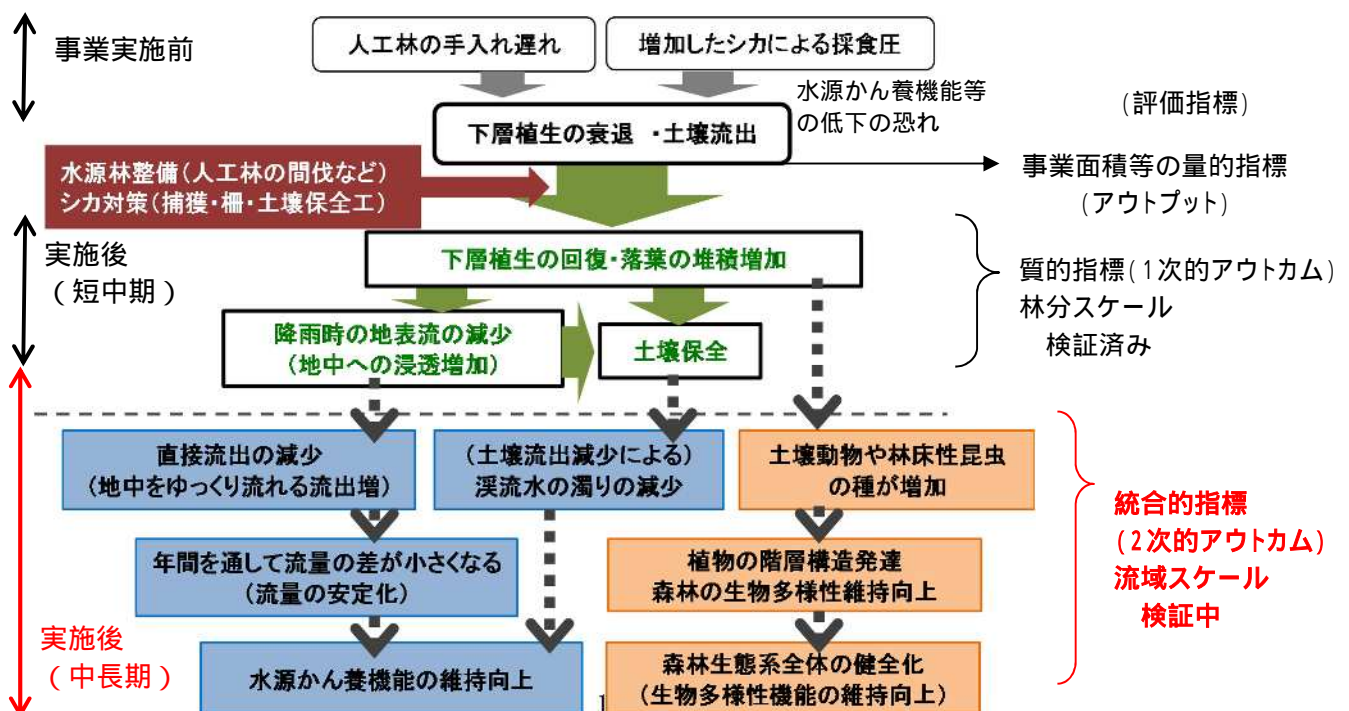 事業実施前
人工林の手入れ遅れ
増加したシカによる採食圧
水源かん養機能等
の低下の恐れ
(評価指標)
下層植生の衰退 ・土壌流出
事業面積等の量的指標
(アウトプット)
水源林整備(人工林の間伐など)
シカ対策(捕獲・柵・土壌保全工)
実施後
(短中期)
下層植生の回復・落葉の堆積増加
質的指標(1次的アウトカム)
林分スケール
検証済み
降雨時の地表流の減少
(地中への浸透増加)
土壌保全
直接流出の減少
(地中をゆっくり流れる流出増)
(土壌流出減少による)
渓流水の濁りの減少
土壌動物や林床性昆虫
の種が増加
統合的指標
(2次的アウトカム)
流域スケール
検証中
年間を通して流量の差が小さくなる
(流量の安定化)
植物の階層構造発達
森林の生物多様性維持向上
実施後
(中長期)
水源かん養機能の維持向上
森林生態系全体の健全化
(生物多様性機能の維持向上)